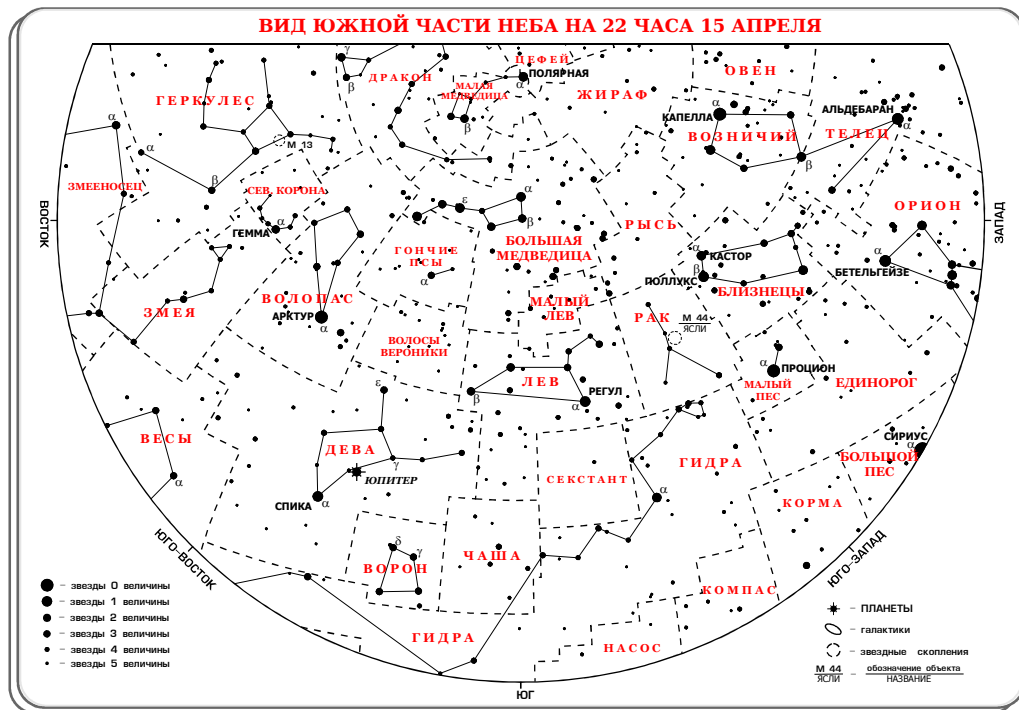 ВИД ЮЖНОЙ ЧАСТИ НЕБА НА 22 ЧАСА 15 АПРЕЛЯ
ЦЕФЕЙ
γ
ДРАКОН
β
ПОЛЯРНАЯ
α
МАЛАЯ
МЕДВЕДИЦА
β
ЖИРАФ
ОВЕН
ГЕРКУЛЕС
α
КАПЕЛЛА
α
ВОЗНИЧИЙ
β
АЛЬДЕБАРАН
α
ТЕЛЕЦ
α
β
М 13
ЗМЕЕНОСЕЦ
СЕВ. КОРОНА
α
ГЕММА
ε
α
β
БОЛЬШАЯ
МЕДВЕДИЦА
РЫСЬ
ОРИОН
α
БЕТЕЛЬГЕЙЗЕ
ВОСТОК
ЗАПАД
ГОНЧИЕ
ПСЫ
α
α
КАСТОР
β
ПОЛЛУКС
БЛИЗНЕЦЫ
ЗМЕЯ
ВОЛОПАС
АРКТУР
α
МАЛЫЙ
ЛЕВ
РАК
М 44
ЯСЛИ
ВОЛОСЫ
ВЕРОНИКИ
ЛЕВ
β
РЕГУЛ
α
α
ПРОЦИОН
МАЛЫЙ
ПЕС
ЕДИНОРОГ
ε
ВЕСЫ
α
ДЕВА
γ
ЮПИТЕР
СПИКА
α
СЕКСТАНТ
ГИДРА
α
СИРИУС
α
БОЛЬШОЙ
ПЕС
КОРМА
ЮГО-ВОСТОК
ЮГО-ЗАПАД
δ
γ
ВОРОН
ЧАША
КОМПАС
ГИДРА
НАСОС
ЮГ
– звезды 0 величины
– звезды 1 величины
– звезды 2 величины
– звезды 3 величины
– звезды 4 величины
– звезды 5 величины
– ПЛАНЕТЫ
– галактики
– звездные скопления
М 44 – обозначение объекта
ЯСЛИ НАЗВАНИЕ